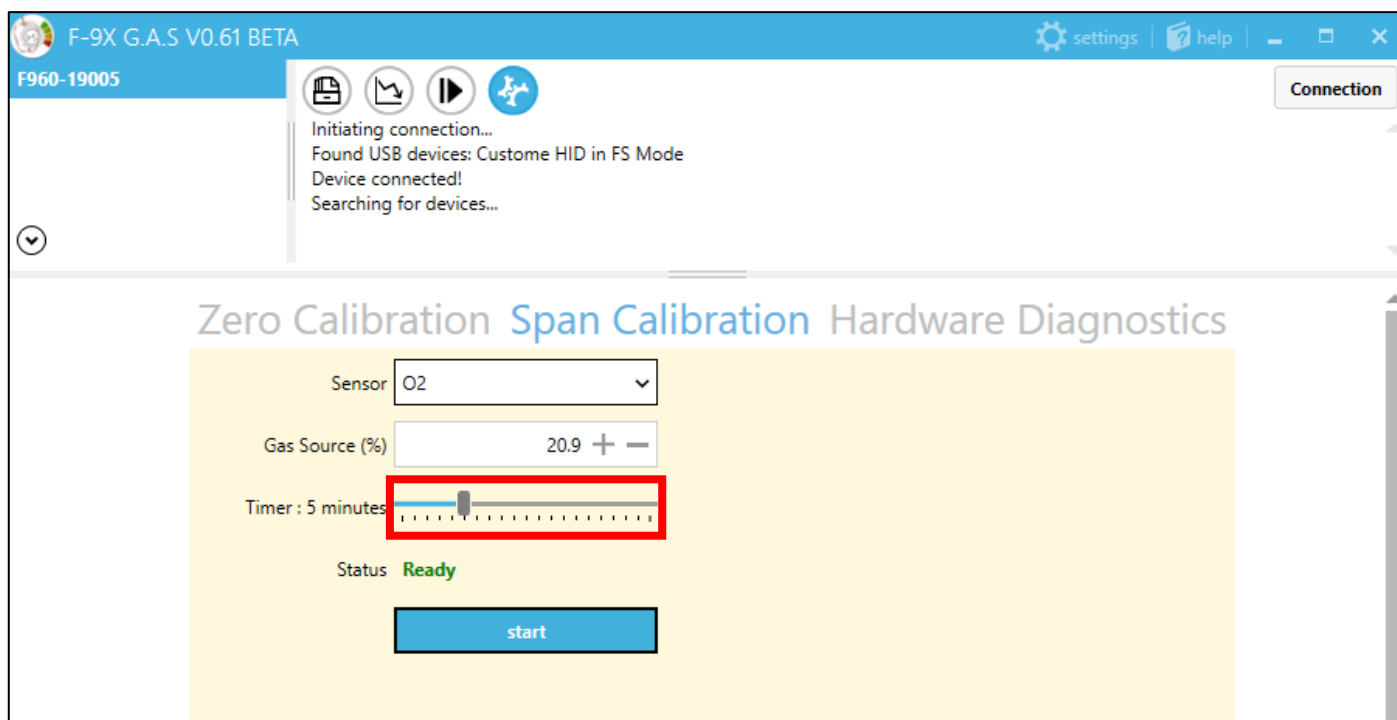 F-9X G.A.S V0.61 BETA
settings
help
F960-19005
Connection
Initiating connection...
Found USB devices: Custome HID in FS Mode
Device connected!
Searching for devices...
Zero Calibration Span Calibration Hardware Diagnostics
Sensor O2
Gas Source (%) 20.9
Timer : 5 minutes
Status Ready
start